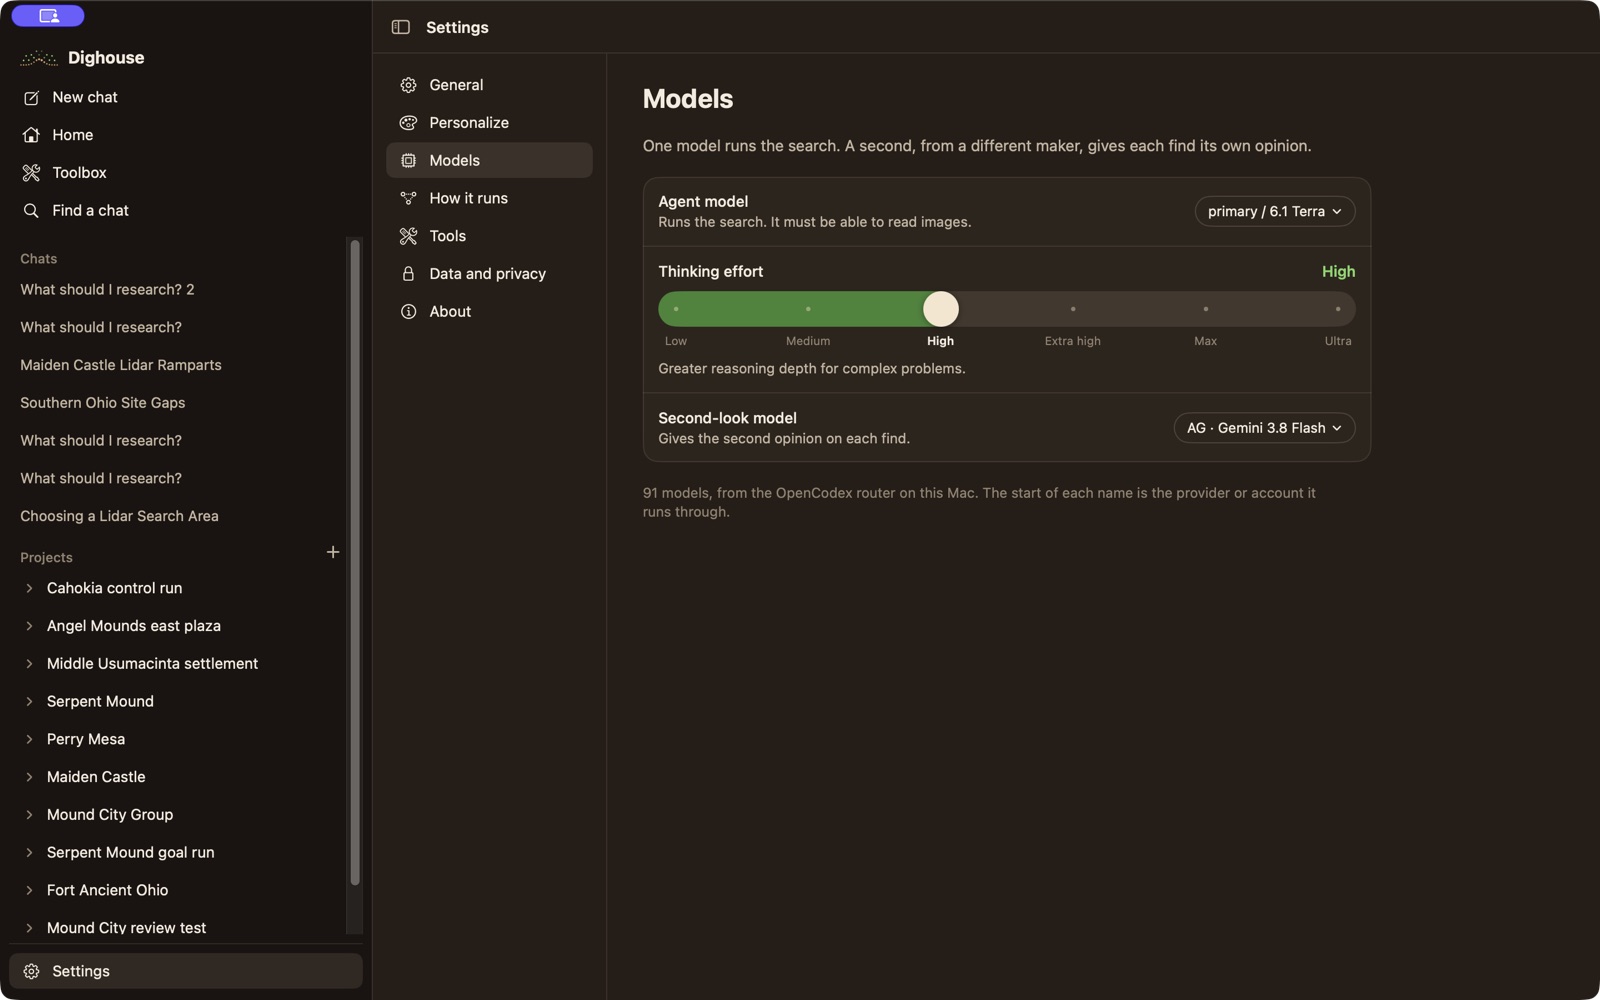 Dighouse
New chat
Home
Toolbox
Find a chat
Chats
What should I research? 2
What should I research?
Maiden Castle Lidar Ramparts
Southern Ohio Site Gaps
What should I research?
What should I research?
Choosing a Lidar Search Area
Projects
Cahokia control run
Angel Mounds east plaza
Middle Usumacinta settlement
Serpent Mound
Perry Mesa
Maiden Castle
Mound City Group
Serpent Mound goal run
Fort Ancient Ohio
Mound City review test
Settings
Settings
General
Personalize
Models
How it runs
Tools
Data and privacy
About
Models
One model runs the search. A second, from a different maker, gives each find its own opinion.
Agent model
Runs the search. It must be able to read images.
primary / 6.1 Terra
Thinking effort
High
Low Medium High Extra high Max Ultra
Greater reasoning depth for complex problems.
Second-look model
Gives the second opinion on each find.
AG · Gemini 3.8 Flash
91 models, from the OpenCodex router on this Mac. The start of each name is the provider or account it
runs through.